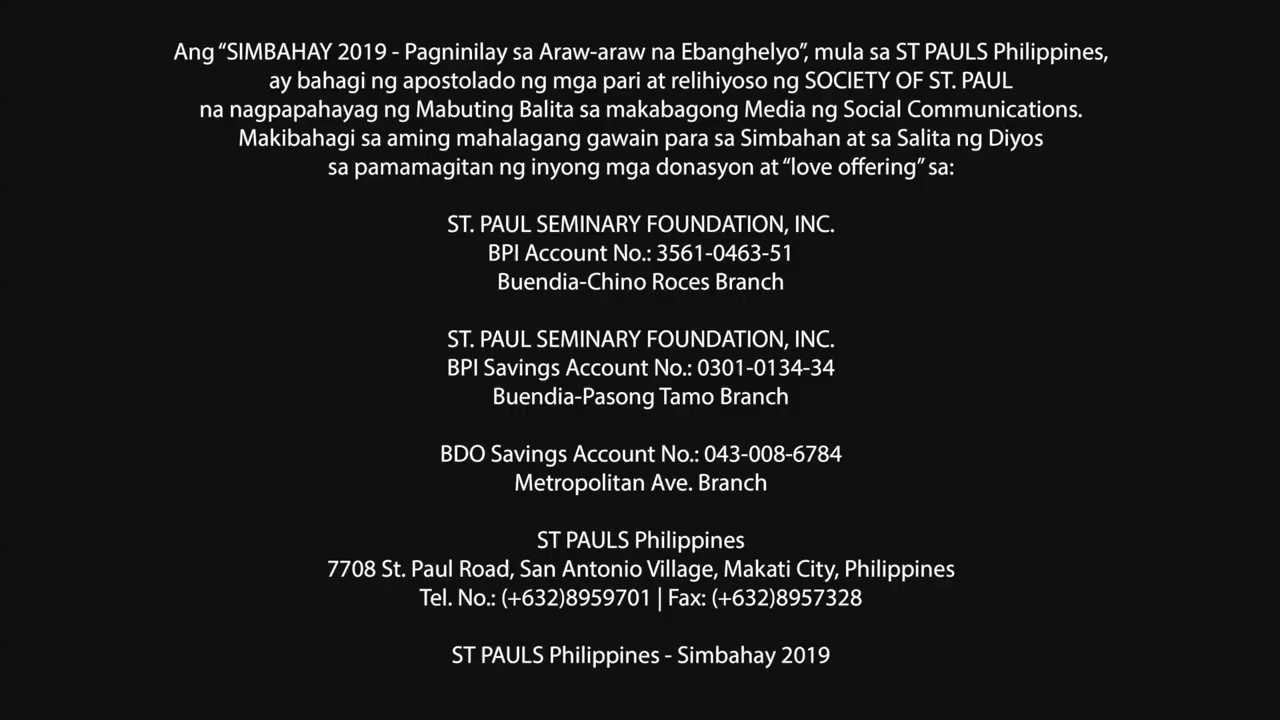 Ang “SIMBAHAY 2019 - Pagninilay sa Araw-araw na Ebanghelyo”, mula sa ST PAULS Philippines,
ay bahagi ng apostolado ng mga pari at relihiyoso ng SOCIETY OF ST. PAUL
na nagpapahayag ng Mabuting Balita sa makabagong Media ng Social Communications.
Makibahagi sa aming mahalagang gawain para sa Simbahan at sa Salita ng Diyos
sa pamamagitan ng inyong mga donasyon at “love offering” sa:
ST. PAUL SEMINARY FOUNDATION, INC.
BPI Account No.: 3561-0463-51
Buendia-Chino Roces Branch
ST. PAUL SEMINARY FOUNDATION, INC.
BPI Savings Account No.: 0301-0134-34
Buendia-Pasong Tamo Branch
BDO Savings Account No.: 043-008-6784
Metropolitan Ave. Branch
ST PAULS Philippines
7708 St. Paul Road, San Antonio Village, Makati City, Philippines
Tel. No.: (+632)8959701 | Fax: (+632)8957328
ST PAULS Philippines - Simbahay 2019